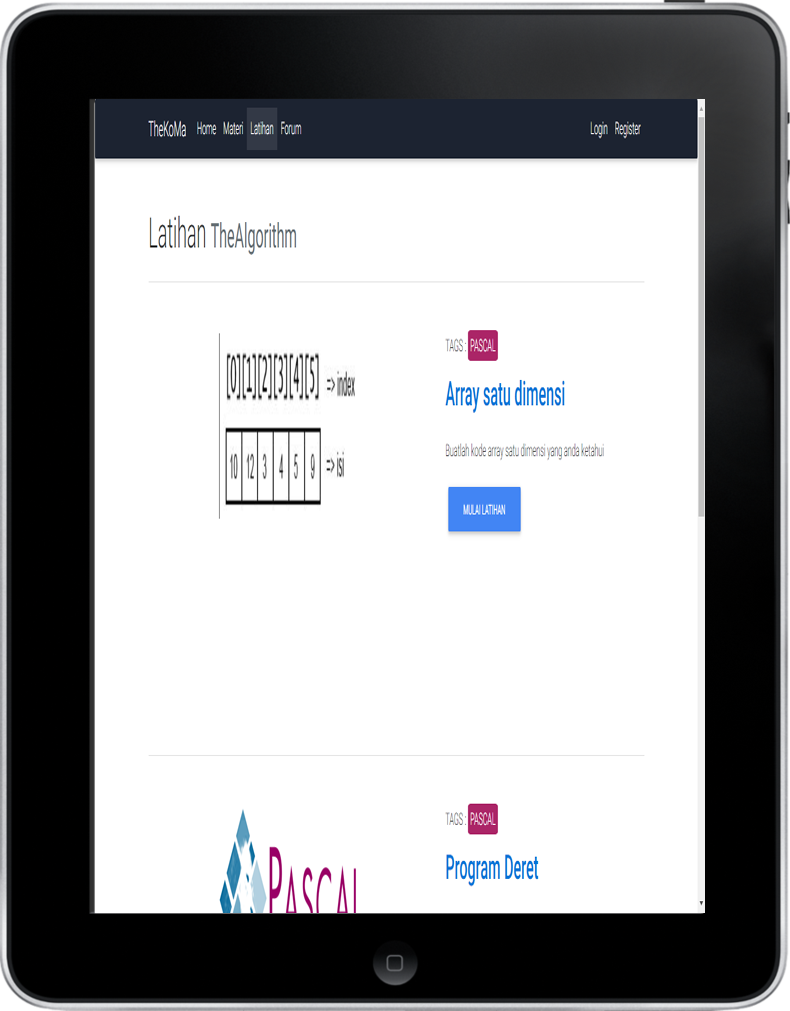 TheKoMa Home Materi Latihan Forum Login Register
Latihan TheAlgorithm
[0][1][2][3][4][5] => index
10 12 3 4 5 9 => isi
TAGS : PASCAL
Array satu dimensi
Buatlah kode array satu dimensi yang anda ketahui
MULAI LATIHAN
PASCAL
TAGS : PASCAL
Program Deret